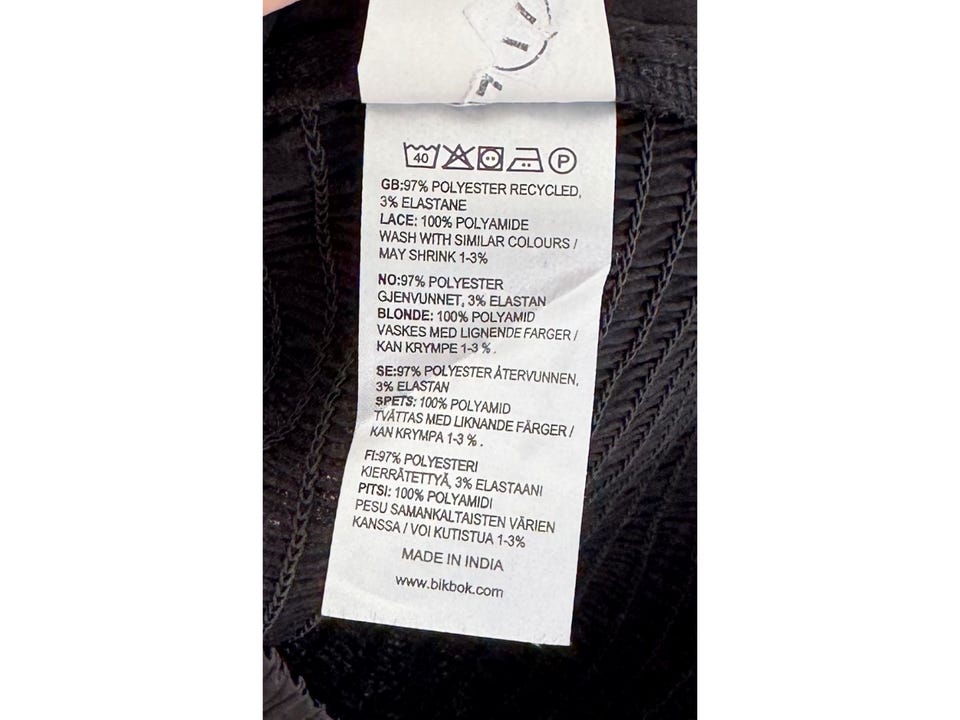 40 P
GB:97% POLYESTER RECYCLED,
3% ELASTANE
LACE: 100% POLYAMIDE
WASH WITH SIMILAR COLOURS /
MAY SHRINK 1-3%
NO:97% POLYESTER
GJENVUNNET, 3% ELASTAN
BLONDE: 100% POLYAMID
VASKES MED LIGNENDE FARGER /
KAN KRYMPE 1-3 % .
SE:97% POLYESTER ÅTERVUNNEN,
3% ELASTAN
SPETS: 100% POLYAMID
TVÄTTAS MED LIKNANDE FÄRGER /
KAN KRYMPA 1-3 % .
FI:97% POLYESTERI
KIERRÄTETTYÄ, 3% ELASTAANI
PITSI: 100% POLYAMIDI
PESU SAMANKALTAISTEN VÄRIEN
KANSSA / VOI KUTISTUA 1-3%
MADE IN INDIA
www.bikbok.com